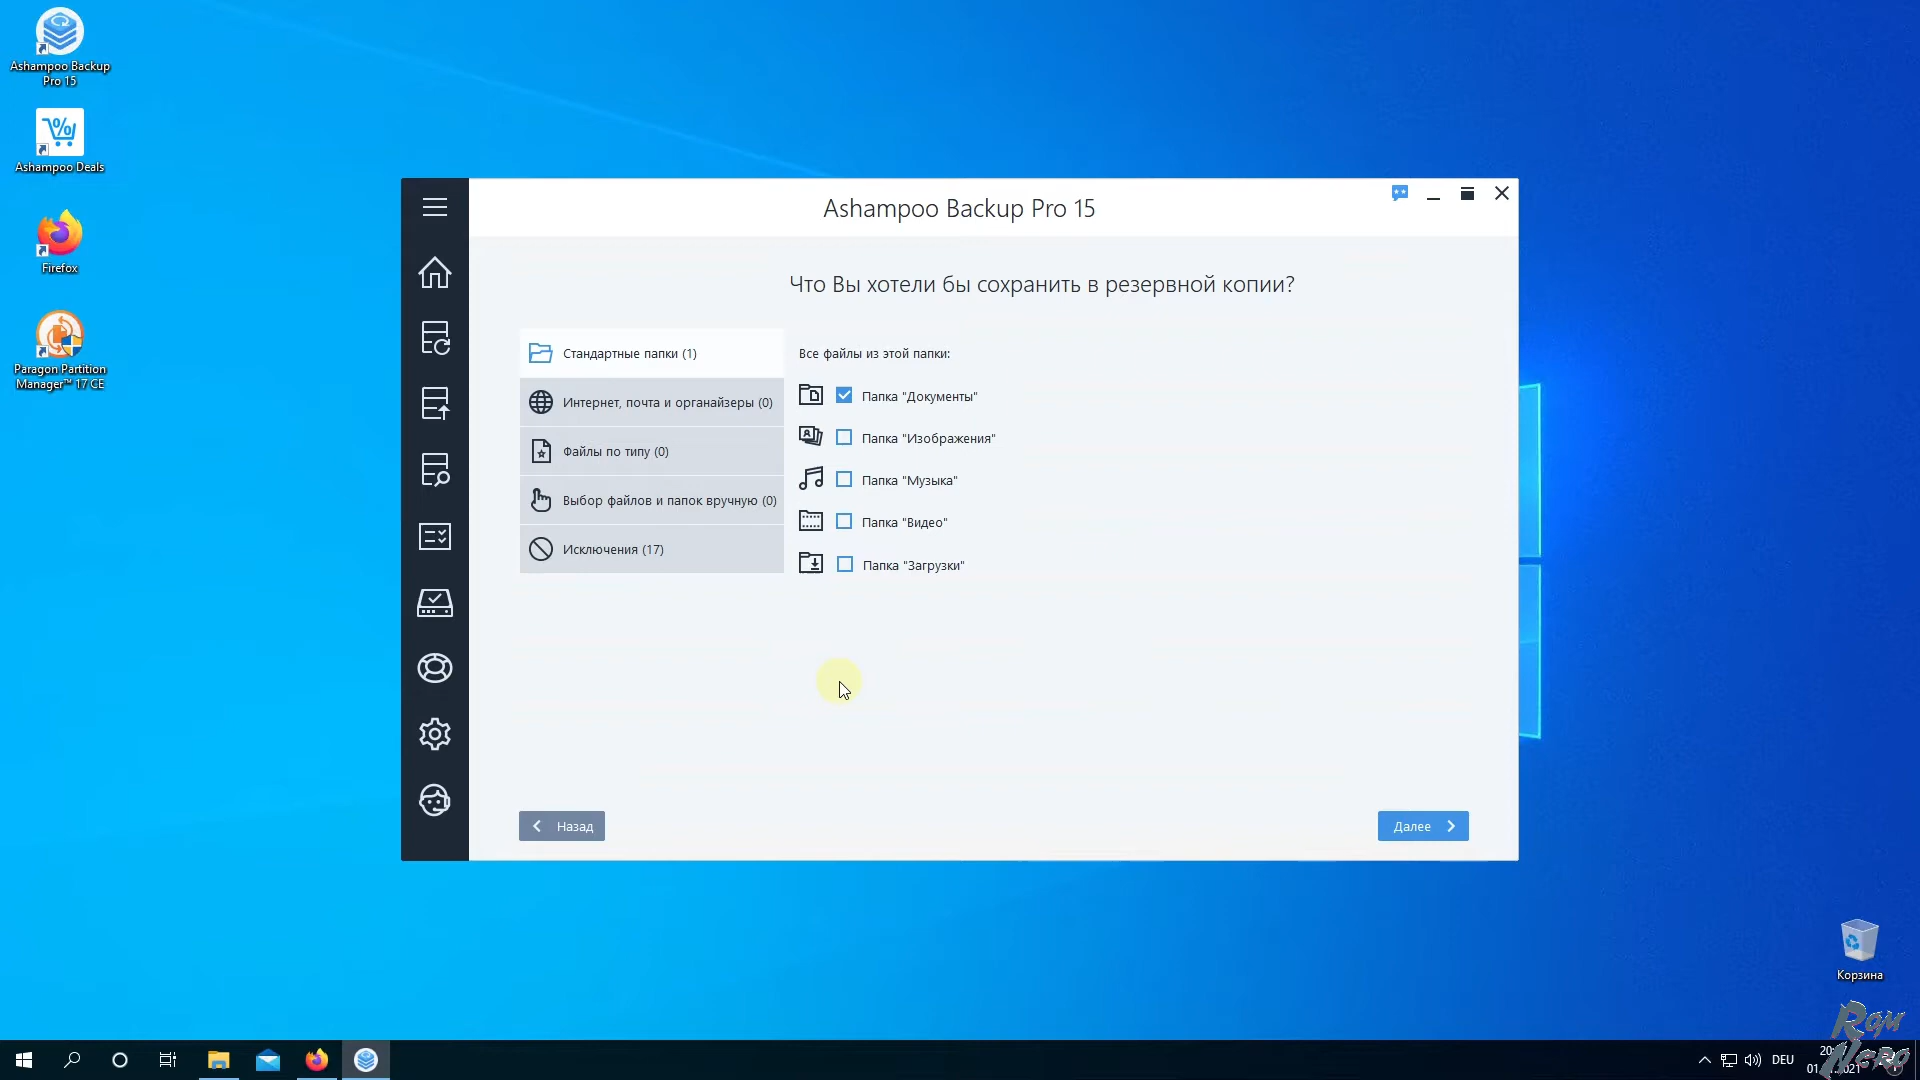 Ashampoo Backup
Pro 15
Ashampoo Deals
Firefox
Paragon Partition
Manager™ 17 CE
Ashampoo Backup Pro 15
Что Вы хотели бы сохранить в резервной копии?
Стандартные папки (1)
Интернет, почта и органайзеры (0)
Файлы по типу (0)
Выбор файлов и папок вручную (0)
Исключения (17)
Все файлы из этой папки:
Папка "Документы"
Папка "Изображения"
Папка "Музыка"
Папка "Видео"
Папка "Загрузки"
Назад
Далее
Корзина
DEU